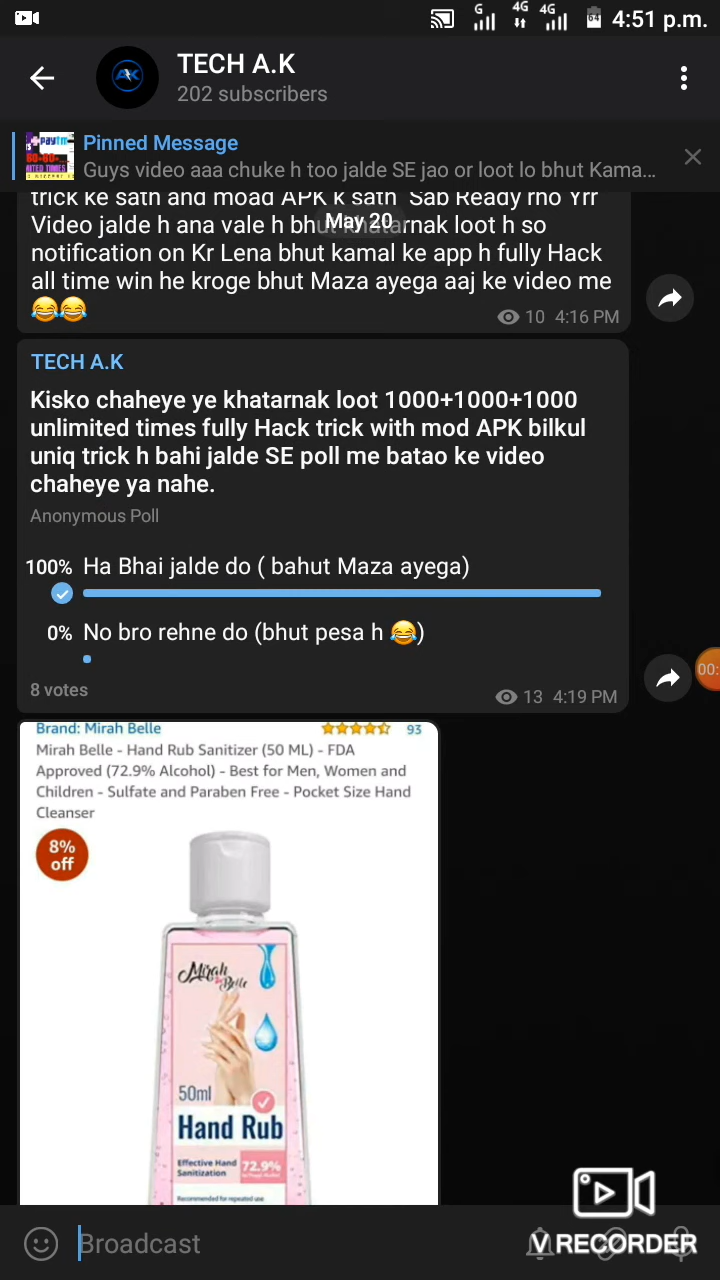 G 4G 4G 64 4:51 p.m.
TECH A.K
202 subscribers
Pinned Message
Guys video aaa chuke h too jalde SE jao or loot lo bhut Kama...
trick ke sath and moad APK k sath Sab Ready rho Yrr
May 20
Video jalde h ana vale h bhut khatarnak loot h so
notification on Kr Lena bhut kamal ke app h fully Hack
all time win he kroge bhut Maza ayega aaj ke video me
😂😂
10 4:16 PM
TECH A.K
Kisko chaheye ye khatarnak loot 1000+1000+1000
unlimited times fully Hack trick with mod APK bilkul
uniq trick h bahi jalde SE poll me batao ke video
chaheye ya nahe.
Anonymous Poll
100% Ha Bhai jalde do ( bahut Maza ayega)
0% No bro rehne do (bhut pesa h 😂)
8 votes
13 4:19 PM
00:
Brand: Mirah Belle 93
Mirah Belle - Hand Rub Sanitizer (50 ML) - FDA
Approved (72.9% Alcohol) - Best for Men, Women and
Children - Sulfate and Paraben Free - Pocket Size Hand
Cleanser
8%
off
Mirah
Belle
50ml
Hand Rub
Effective Hand
Sanitization
72.9%
Recommended for repeated use
Broadcast
V RECORDER